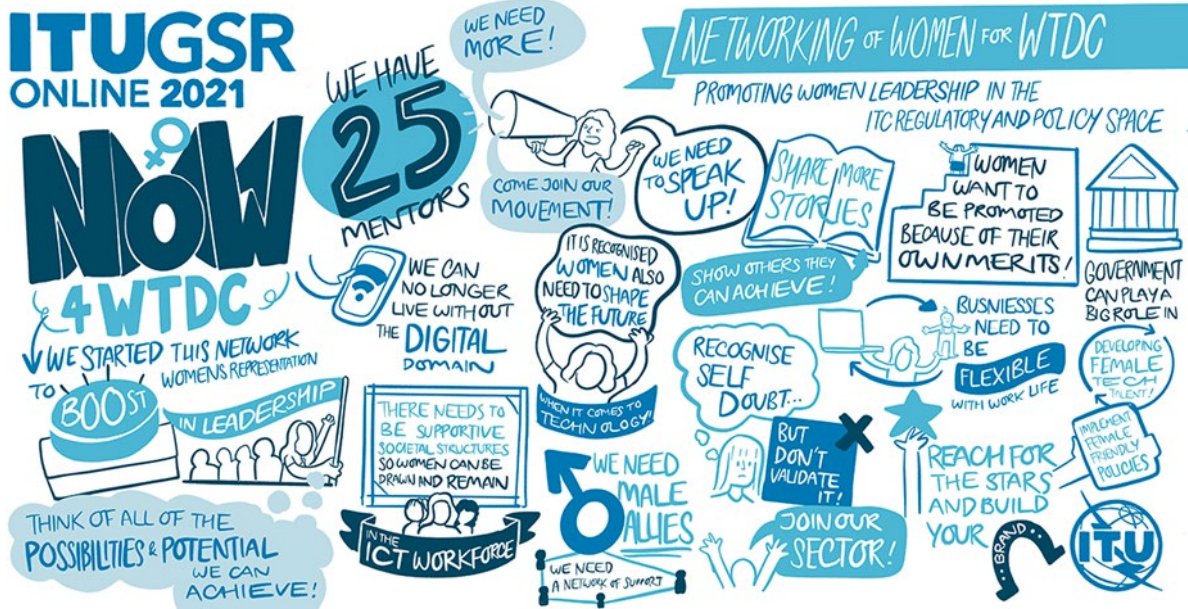 ITUGSR
ONLINE 2021
NoW
4 WTDC
WE STARTED THIS NETWORK
TO BOOST
WOMENS REPRESENTATION
IN LEADERSHIP
THINK OF ALL OF THE
POSSIBILITIES & POTENTIAL
WE CAN
ACHIEVE!
WE HAVE
25
MENTORS
WE NEED
MORE!
COME JOIN OUR
MOVEMENT!
WE NEED
TO SPEAK
UP!
NETWORKING OF WOMEN FOR WTDC
PROMOTING WOMEN LEADERSHIP IN THE
ITC REGULATORY AND POLICY SPACE
SHARE MORE
STORIES
SHOW OTHERS THEY
CAN ACHIEVE!
WOMEN
WANT TO
BE PROMOTED
BECAUSE OF THEIR
OWN MERITS!
GOVERNMENT
CAN PLAY A
BIG ROLE IN
DEVELOPING
FEMALE
TECH
TALENT!
IMPLEMENT
FEMALE
FRIENDLY
POLICIES
WE CAN
NO LONGER
LIVE WITHOUT
THE DIGITAL
DOMAIN
IT IS RECOGNISED
WOMEN ALSO
NEED TO SHAPE
THE FUTURE
WHEN IT COMES TO
TECHNOLOGY!
BUSNIESSES
NEED TO
BE
FLEXIBLE
WITH WORK LIFE
THERE NEEDS TO
BE SUPPORTIVE
SOCIETAL STRUCTURES
SO WOMEN CAN BE
DRAWN AND REMAIN
IN THE
ICT WORKFORCE
WE NEED
MALE
ALLIES
WE NEED
A NETWORK OF SUPPORT
RECOGNISE
SELF
DOUBT...
BUT
DON'T
VALIDATE
IT!
JOIN OUR
SECTOR!
REACH FOR
THE STARS
AND BUILD
YOUR
BRAND
ITU